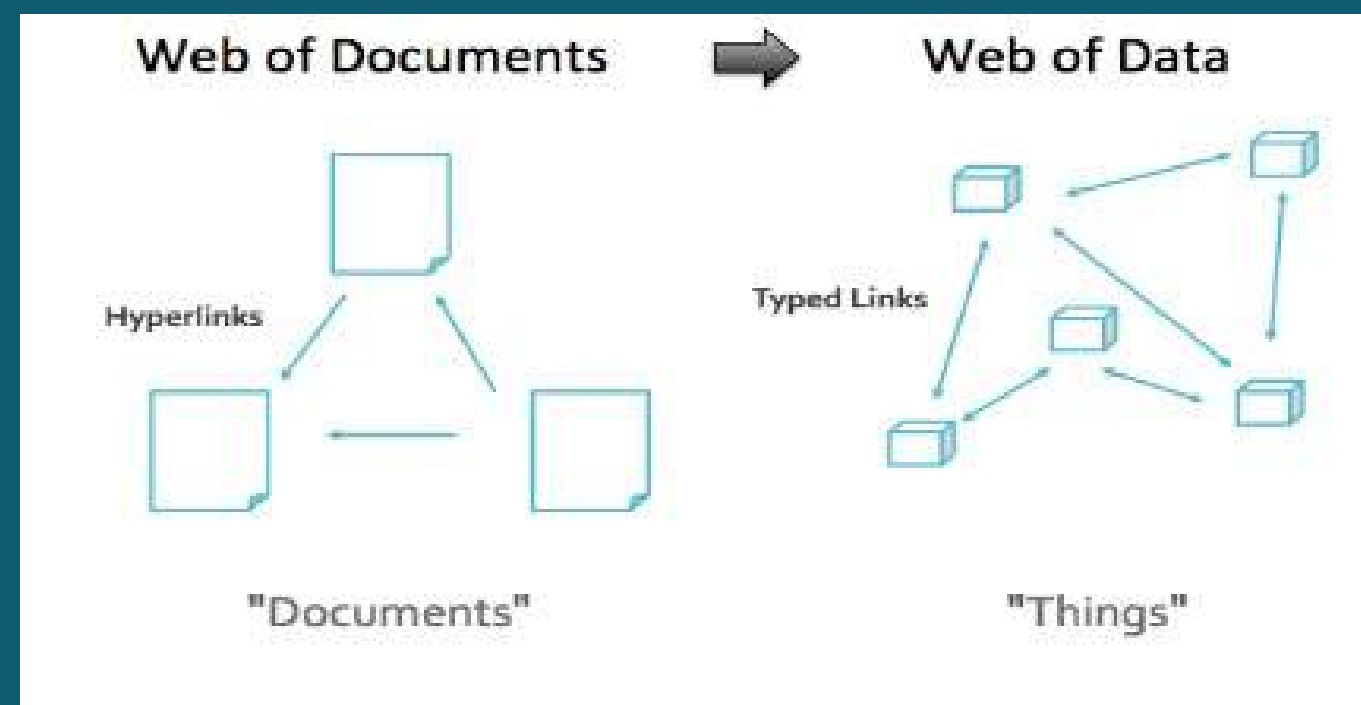 Web of Documents
Web of Data
Hyperlinks
Typed Links
"Documents"
"Things"